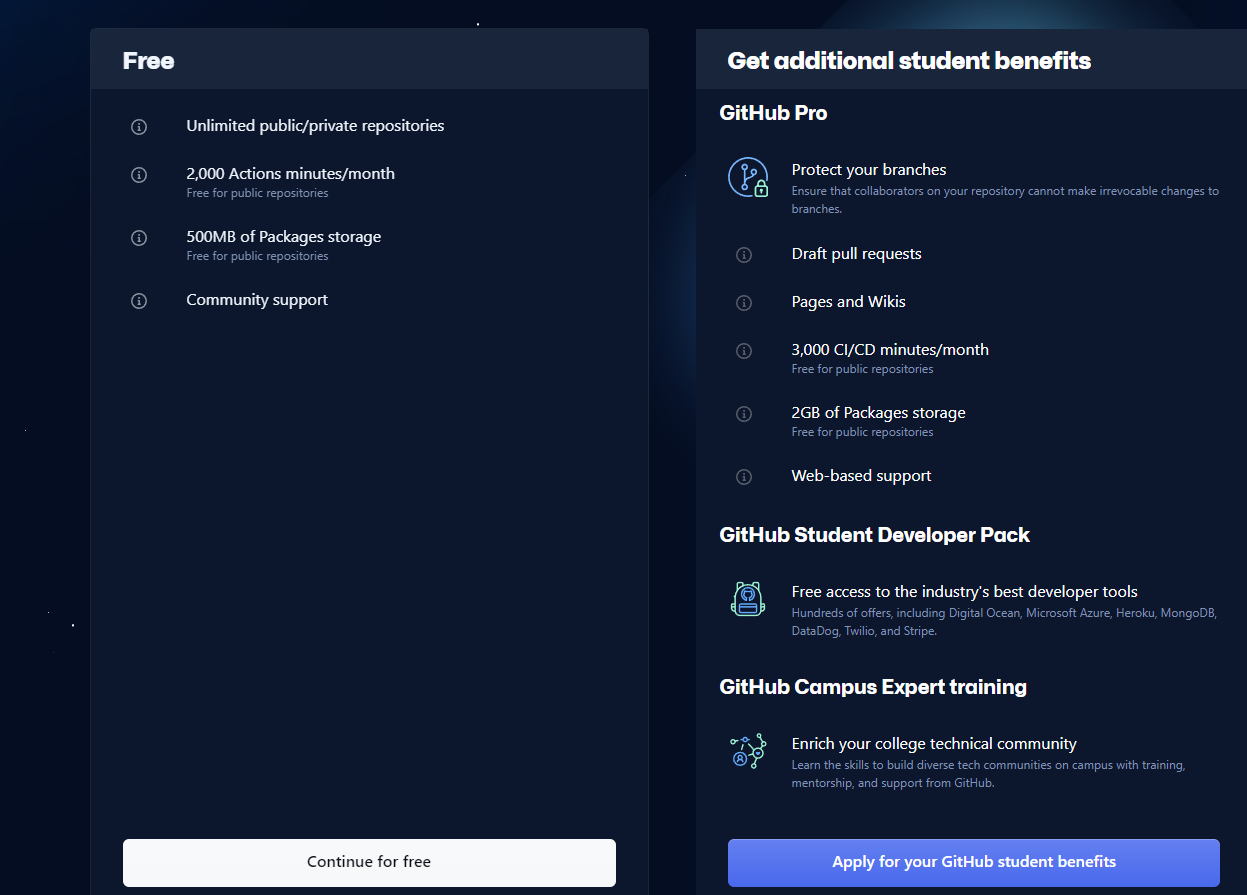 Free
Unlimited public/private repositories
2,000 Actions minutes/month
Free for public repositories
500MB of Packages storage
Free for public repositories
Community support
Continue for free
Get additional student benefits
GitHub Pro
Protect your branches
Ensure that collaborators on your repository cannot make irrevocable changes to
branches.
Draft pull requests
Pages and Wikis
3,000 CI/CD minutes/month
Free for public repositories
2GB of Packages storage
Free for public repositories
Web-based support
GitHub Student Developer Pack
Free access to the industry's best developer tools
Hundreds of offers, including Digital Ocean, Microsoft Azure, Heroku, MongoDB,
DataDog, Twilio, and Stripe.
GitHub Campus Expert training
Enrich your college technical community
Learn the skills to build diverse tech communities on campus with training,
mentorship, and support from GitHub.
Apply for your GitHub student benefits